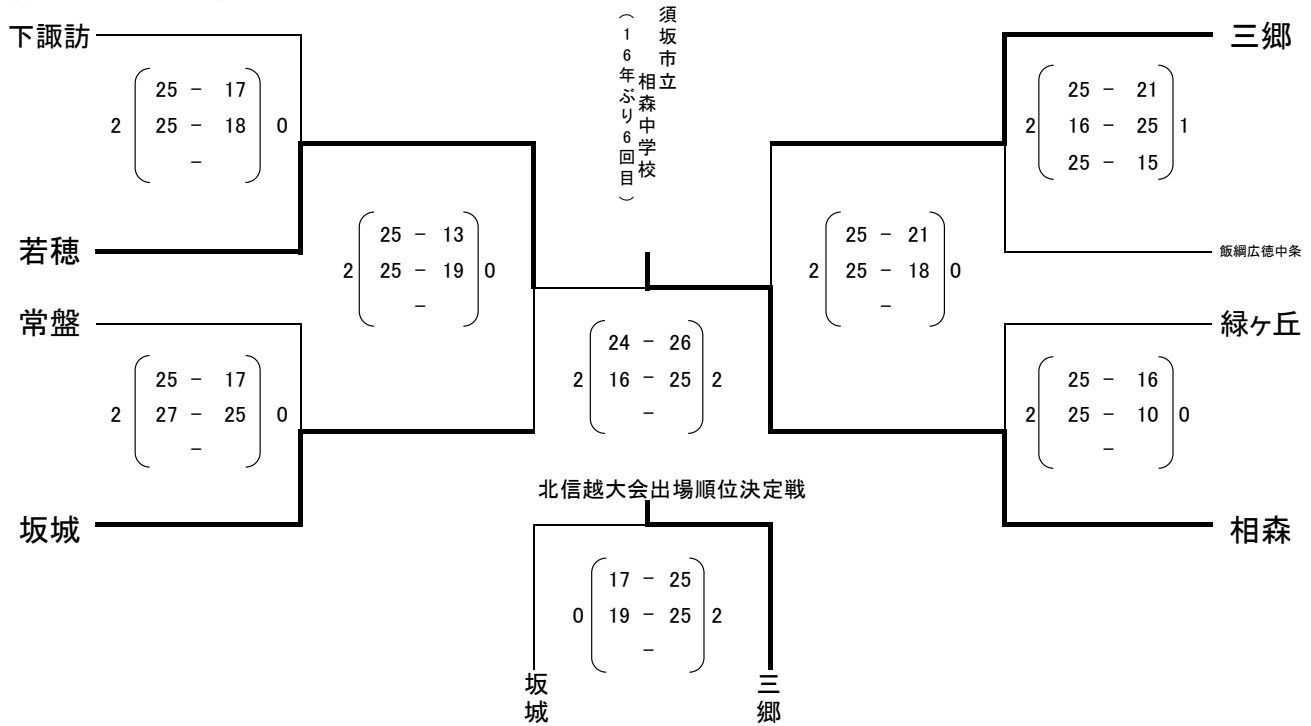 下諏訪
25 - 17
2 25 - 18 0
-
若穂
25 - 13
2 25 - 19 0
-
常盤
25 - 17
2 27 - 25 0
-
坂城
須坂市立
相森中学校
(16年ぶり6回目)
24 - 26
2 16 - 25 2
-
三郷
25 - 21
2 16 - 25 1
25 - 15
飯綱広徳中条
25 - 21
2 25 - 18 0
-
緑ヶ丘
25 - 16
2 25 - 10 0
-
相森
北信越大会出場順位決定戦
17 - 25
0 19 - 25 2
-
坂城
三郷